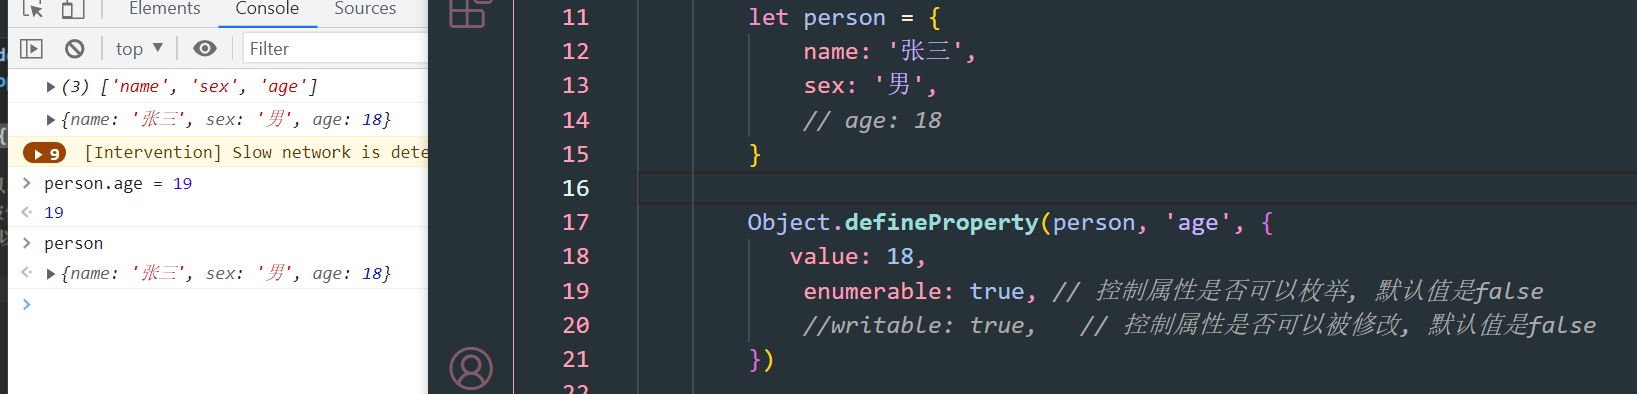 Elements Console Sources
top ▼ Filter
▶(3) ['name', 'sex', 'age']
▶{name: '张三', sex: '男', age: 18}
▶ 9 [Intervention] Slow network is dete
> person.age = 19
19
> person
▶{name: '张三', sex: '男', age: 18}
>
11 let person = {
12 name: '张三',
13 sex: '男',
14 // age: 18
15 }
16
17 Object.defineProperty(person, 'age', {
18 value: 18,
19 enumerable: true, // 控制属性是否可以枚举, 默认值是false
20 //writable: true, // 控制属性是否可以被修改, 默认值是false
21 })
22